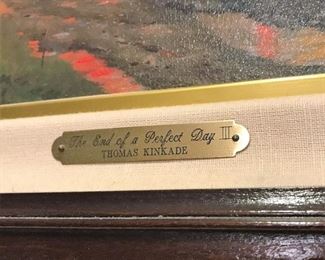 The End of a Perfect Day III
THOMAS KINKADE